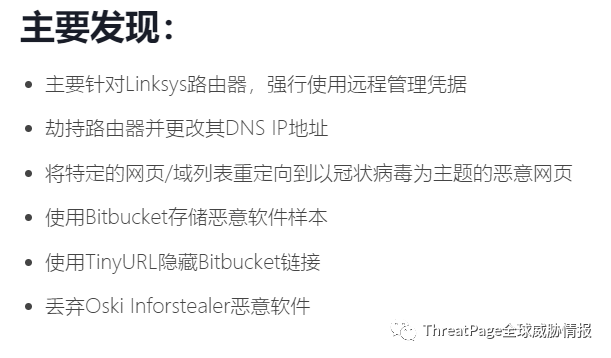 主要发现：
• 主要针对Linksys路由器，强行使用远程管理凭据
• 劫持路由器并更改其DNS IP地址
• 将特定的网页/域列表重定向到以冠状病毒为主题的恶意网页
• 使用Bitbucket存储恶意软件样本
• 使用TinyURL隐藏Bitbucket链接
• 丢弃Oski Inforstealer恶意软件
ThreatPage全球威胁情报